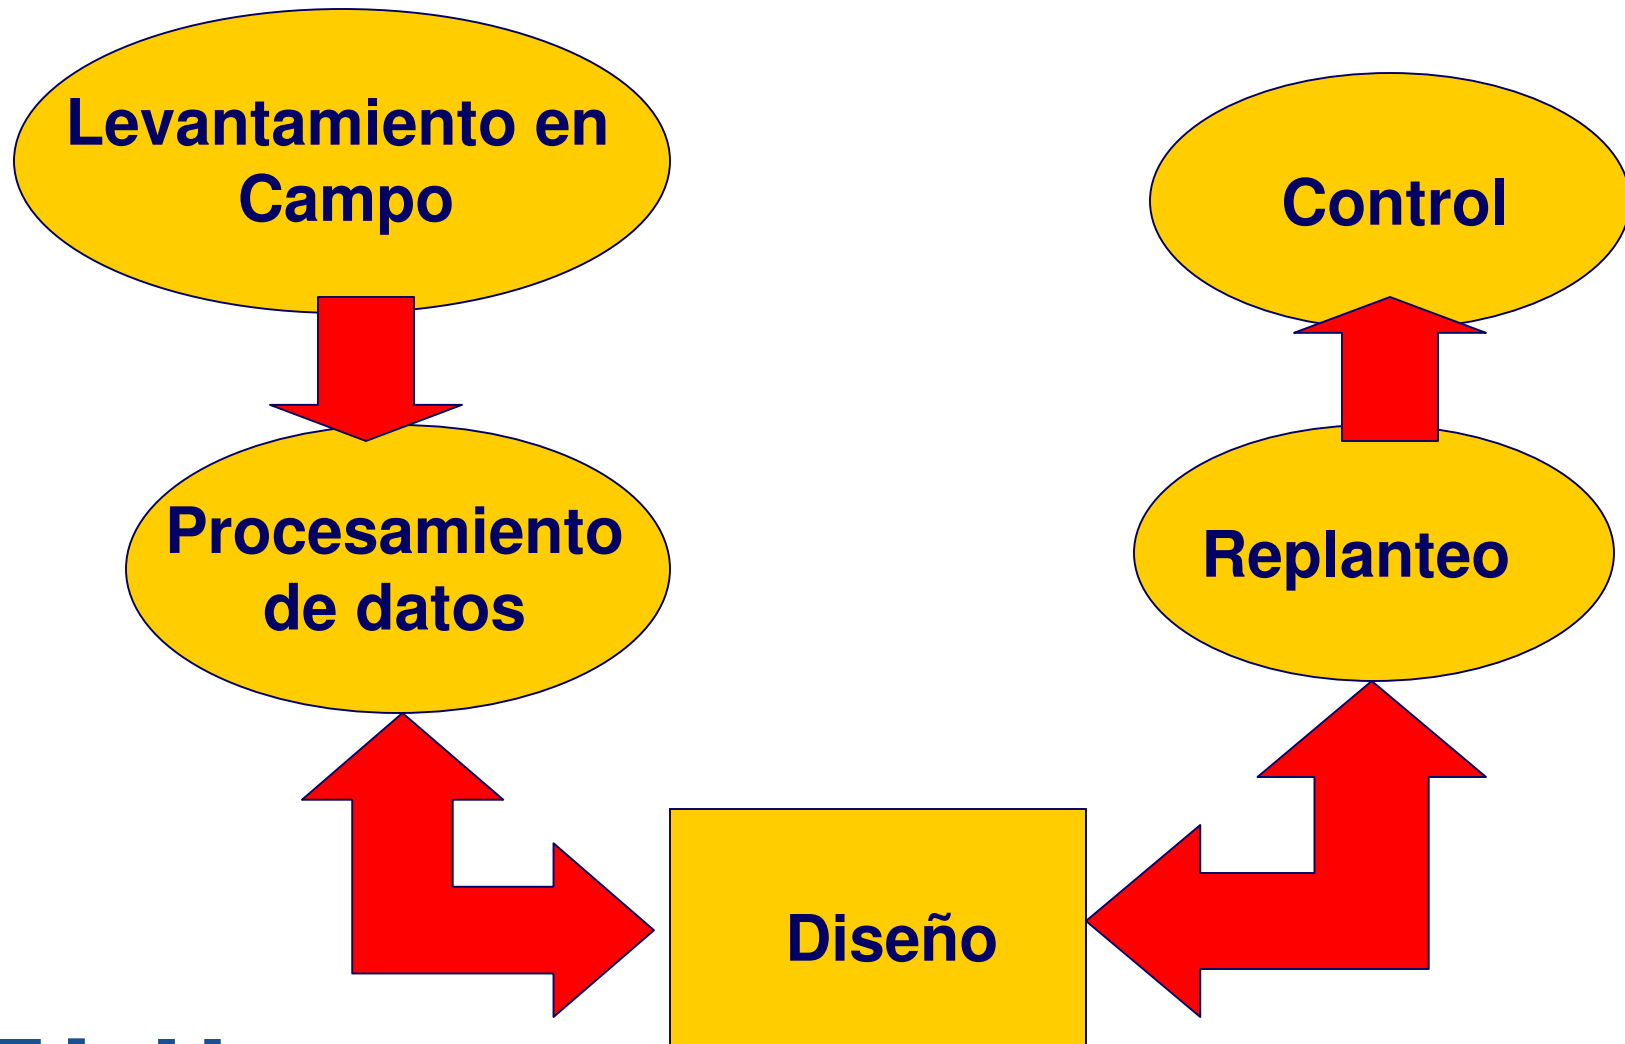 Levantamiento en
Campo
Control
Procesamiento
de datos
Replanteo
Diseño